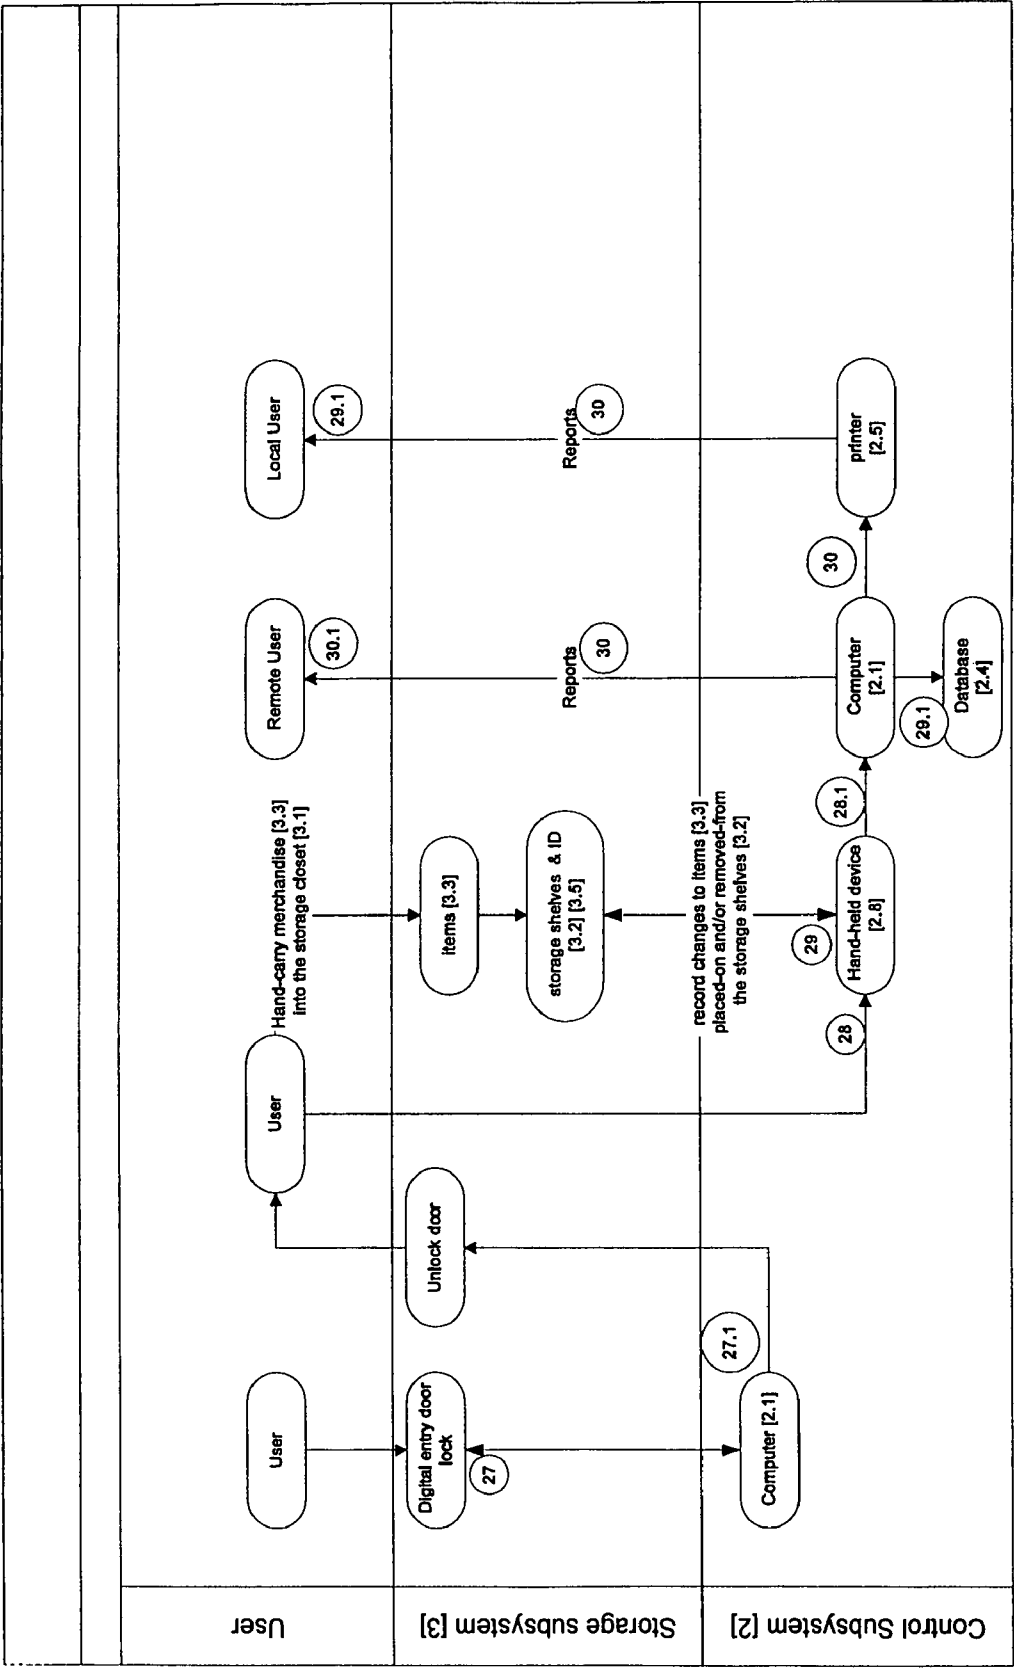 User
User
User
Hand-carry merchandise [3.3]
into the storage closet [3.1]
Remote User
30.1
Local User
29.1
Storage subsystem [3]
Digital entry door
lock
27
Unlock door
items [3.3]
storage shelves & ID
[3.2] [3.5]
Reports
30
Reports
30
Control Subsystem [2]
Computer [2.1]
27.1
record changes to items [3.3]
placed-on and/or removed-from
the storage shelves [3.2]
28
29
Hand-held device
[2.8]
28.1
Computer
[2.1]
29.1
Database
[2.4]
30
printer
[2.5]